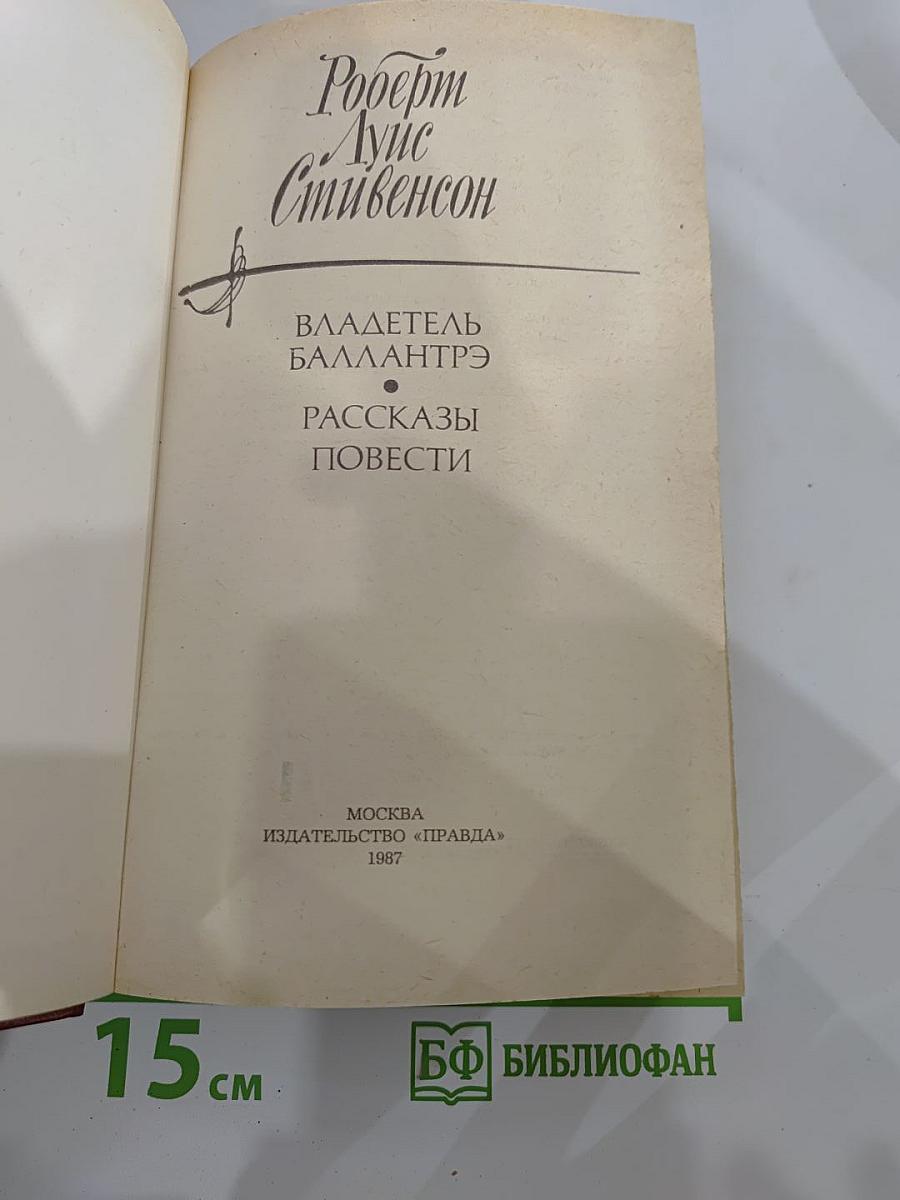 Роберт
Луис
Стивенсон
ВЛАДЕТЕЛЬ
БАЛЛАНТРЭ
●
РАССКАЗЫ
ПОВЕСТИ
МОСКВА
ИЗДАТЕЛЬСТВО «ПРАВДА»
1987
15 см
БФ БИБЛИОФАН